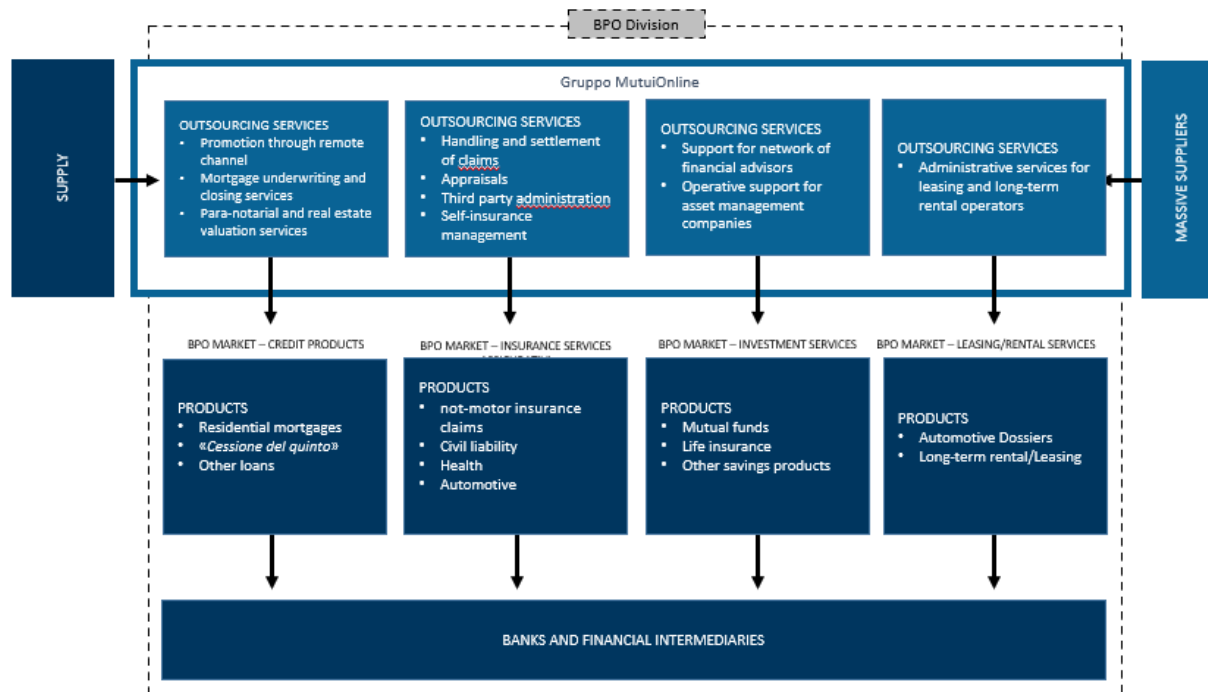 BPO Division
Gruppo MutuiOnline
SUPPLY
OUTSOURCING SERVICES
• Promotion through remote
channel
• Mortgage underwriting and
closing services
• Para-notarial and real estate
valuation services
OUTSOURCING SERVICES
• Handling and settlement
of claims
• Appraisals
• Third party administration
• Self-insurance
management
OUTSOURCING SERVICES
• Support for network of
financial advisors
• Operative support for
asset management
companies
OUTSOURCING SERVICES
• Administrative services for
leasing and long-term
rental operators
MASSIVE SUPPLIERS
BPO MARKET – CREDIT PRODUCTS
BPO MARKET – INSURANCE SERVICES
BPO MARKET – INVESTMENT SERVICES
BPO MARKET – LEASING/RENTAL SERVICES
PRODUCTS
• Residential mortgages
• «Cessione del quinto»
• Other loans
PRODUCTS
• not-motor insurance
claims
• Civil liability
• Health
• Automotive
PRODUCTS
• Mutual funds
• Life insurance
• Other savings products
PRODUCTS
• Automotive Dossiers
• Long-term rental/Leasing
BANKS AND FINANCIAL INTERMEDIARIES